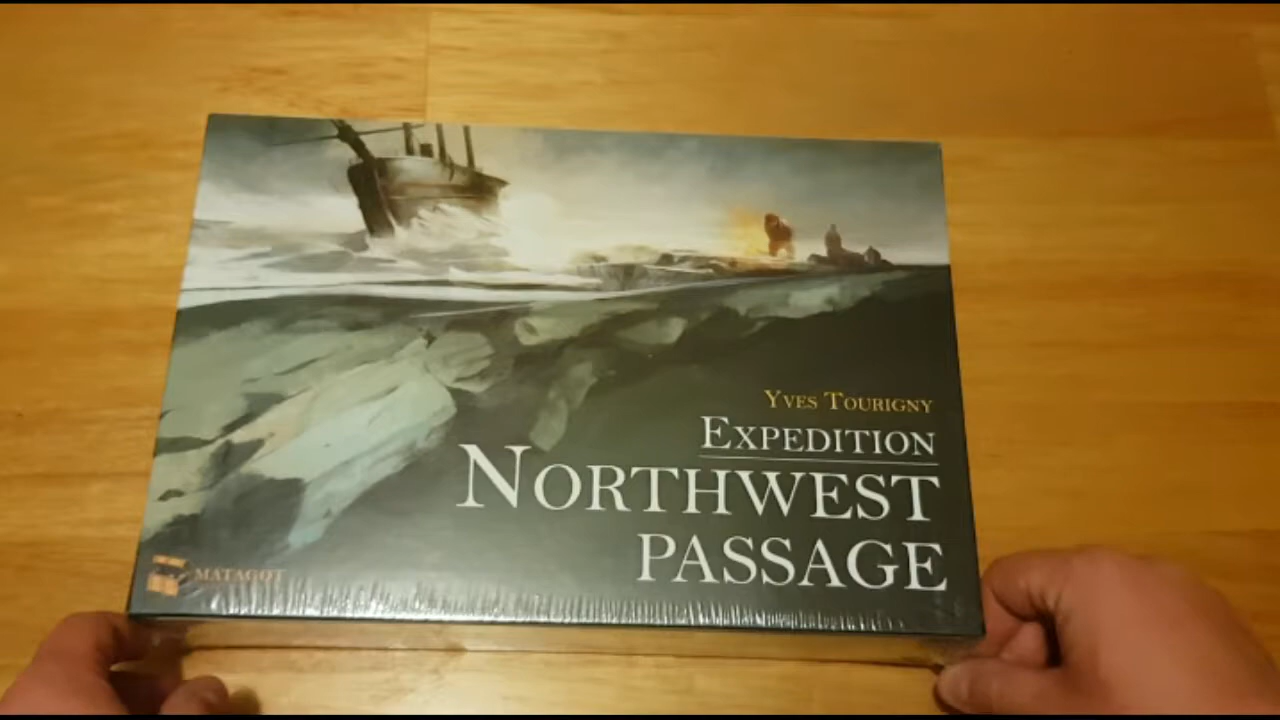 Yves Tourigny
Expedition
Northwest
Passage
Matagot